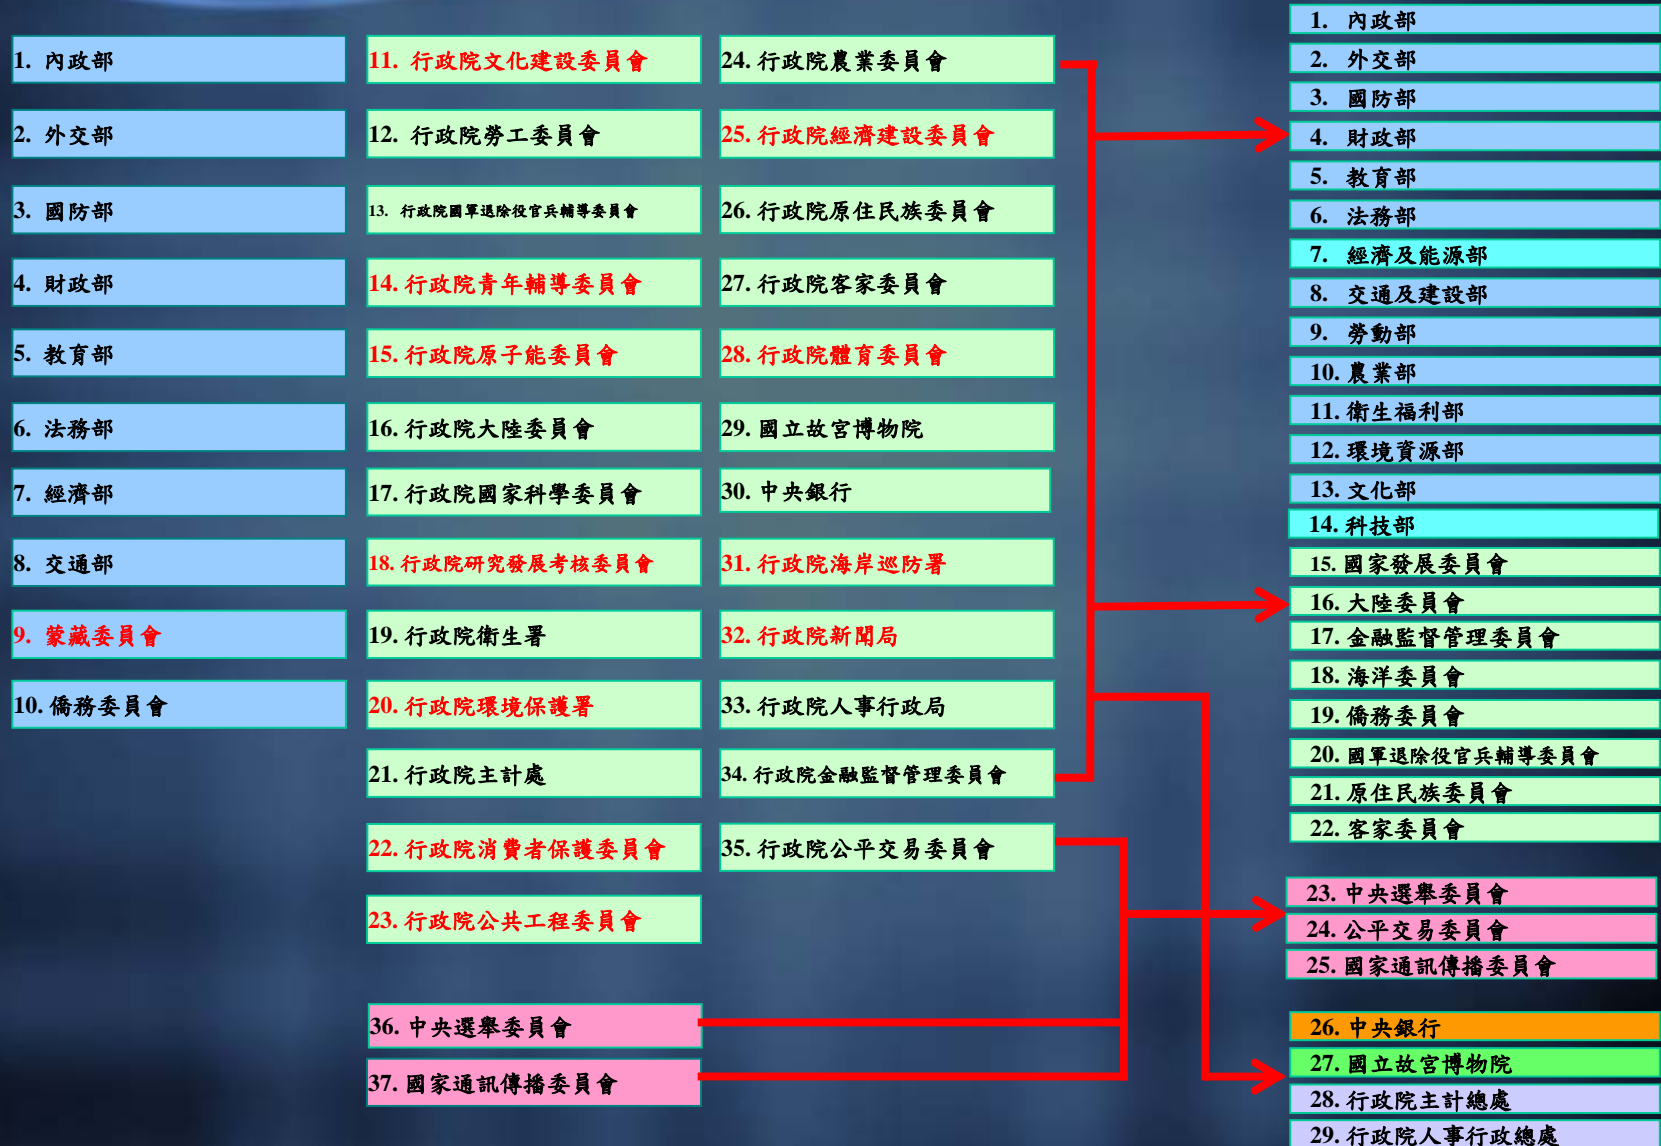 1. 內政部
2. 外交部
3. 國防部
4. 財政部
5. 教育部
6. 法務部
7. 經濟部
8. 交通部
9. 蒙藏委員會
10. 僑務委員會
11. 行政院文化建設委員會
12. 行政院勞工委員會
13. 行政院國軍退除役官兵輔導委員會
14. 行政院青年輔導委員會
15. 行政院原子能委員會
16. 行政院大陸委員會
17. 行政院國家科學委員會
18. 行政院研究發展考核委員會
19. 行政院衛生署
20. 行政院環境保護署
21. 行政院主計處
22. 行政院消費者保護委員會
23. 行政院公共工程委員會
36. 中央選舉委員會
37. 國家通訊傳播委員會
24. 行政院農業委員會
25. 行政院經濟建設委員會
26. 行政院原住民族委員會
27. 行政院客家委員會
28. 行政院體育委員會
29. 國立故宮博物院
30. 中央銀行
31. 行政院海岸巡防署
32. 行政院新聞局
33. 行政院人事行政局
34. 行政院金融監督管理委員會
35. 行政院公平交易委員會
1. 內政部
2. 外交部
3. 國防部
4. 財政部
5. 教育部
6. 法務部
7. 經濟及能源部
8. 交通及建設部
9. 勞動部
10. 農業部
11. 衛生福利部
12. 環境資源部
13. 文化部
14. 科技部
15. 國家發展委員會
16. 大陸委員會
17. 金融監督管理委員會
18. 海洋委員會
19. 僑務委員會
20. 國軍退除役官兵輔導委員會
21. 原住民族委員會
22. 客家委員會
23. 中央選舉委員會
24. 公平交易委員會
25. 國家通訊傳播委員會
26. 中央銀行
27. 國立故宮博物院
28. 行政院主計總處
29. 行政院人事行政總處